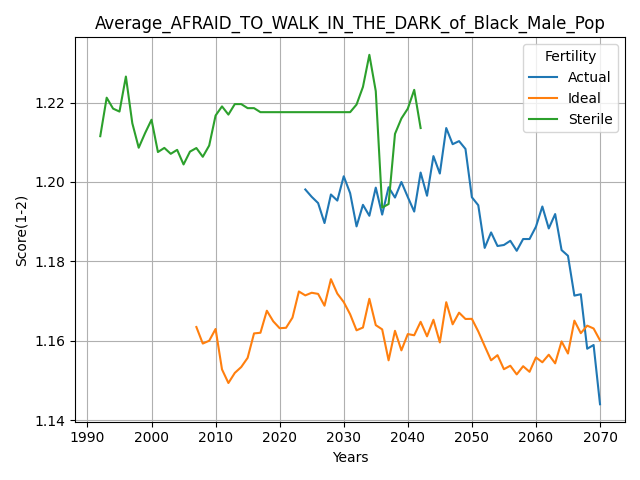 Average_AFRAID_TO_WALK_IN_THE_DARK_of_Black_Male_Pop
Fertility
Actual
Ideal
Sterile
Score(1-2)
1.22
1.20
1.18
1.16
1.14
1990 2000 2010 2020 2030 2040 2050 2060 2070
Years